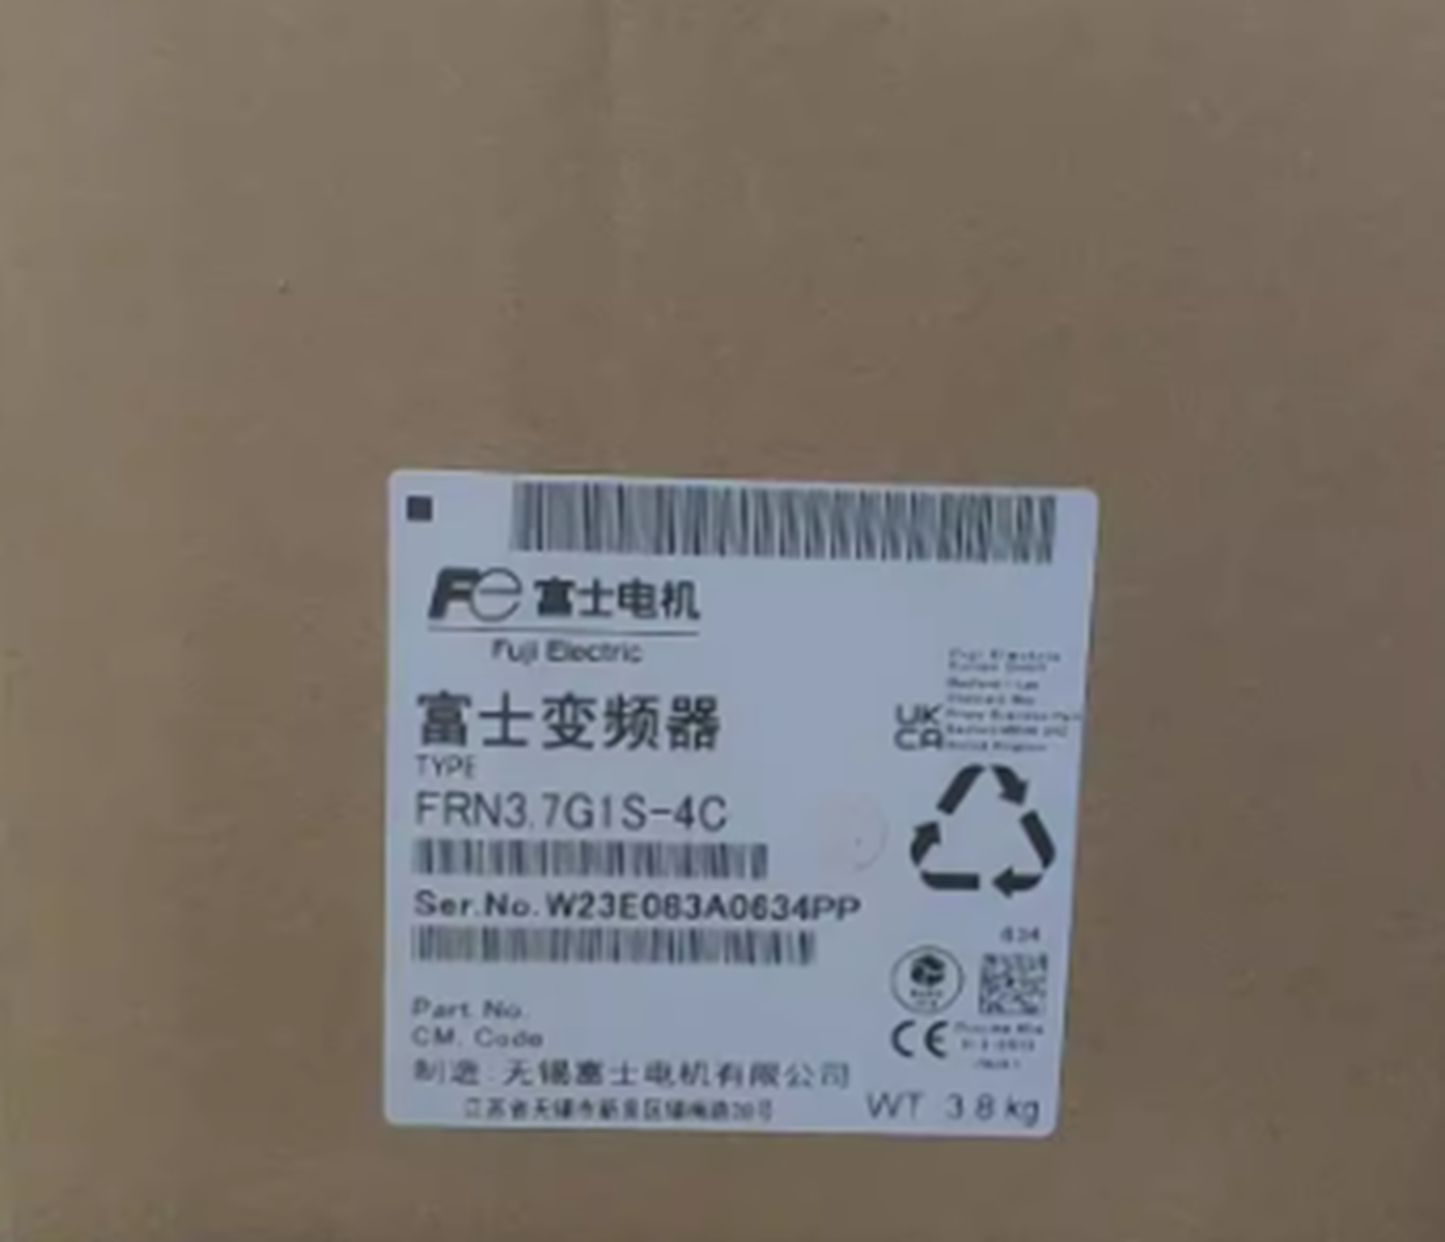 Fe 富士电机
Fuji Electric
富士变频器
TYPE
FRN3.7G1S-4C
Ser.No.W23E083A0634PP
UK
CA
634
Part No.
CM. Code
CE
制造:无锡富士电机有限公司
WT 3.8 kg